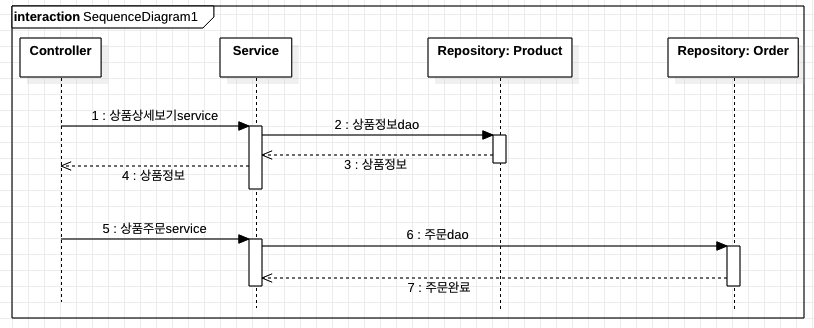 interaction SequenceDiagram1
Controller
Service
Repository: Product
Repository: Order
1 : 상품상세보기service
2 : 상품정보dao
3 : 상품정보
4 : 상품정보
5 : 상품주문service
6 : 주문dao
7 : 주문완료